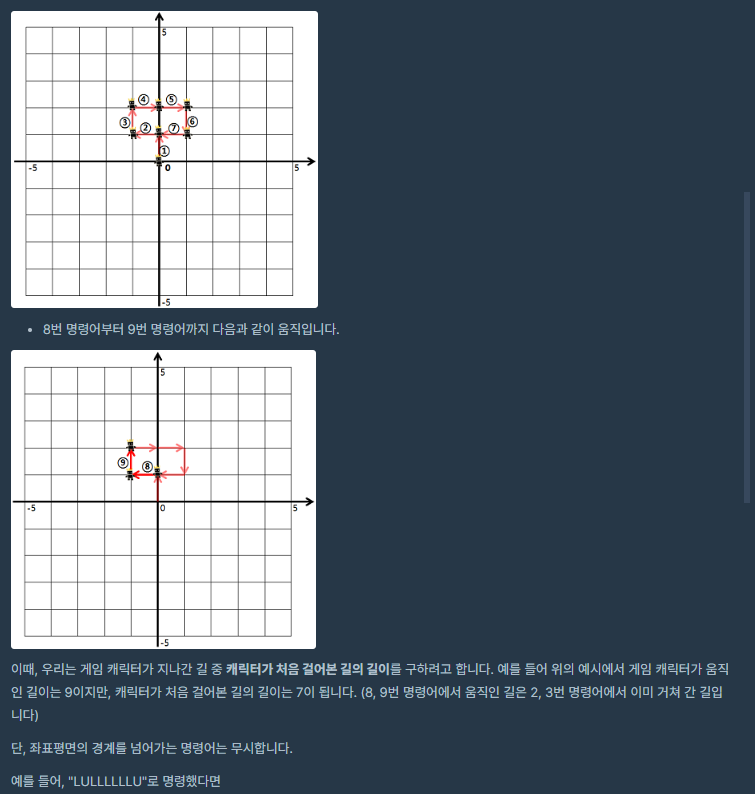 5
④ ⑤
③ ② ⑦ ⑥
①
-5 0 5
-5
8번 명령어부터 9번 명령어까지 다음과 같이 움직입니다.
5
⑨ ⑧
-5 0 5
-5
이때, 우리는 게임 캐릭터가 지나간 길 중 캐릭터가 처음 걸어본 길의 길이를 구하려고 합니다. 예를 들어 위의 예시에서 게임 캐릭터가 움직
인 길이는 9이지만, 캐릭터가 처음 걸어본 길의 길이는 7이 됩니다. (8, 9번 명령어에서 움직인 길은 2, 3번 명령어에서 이미 거쳐 간 길입
니다)
단, 좌표평면의 경계를 넘어가는 명령어는 무시합니다.
예를 들어, "LULLLLLLU"로 명령했다면